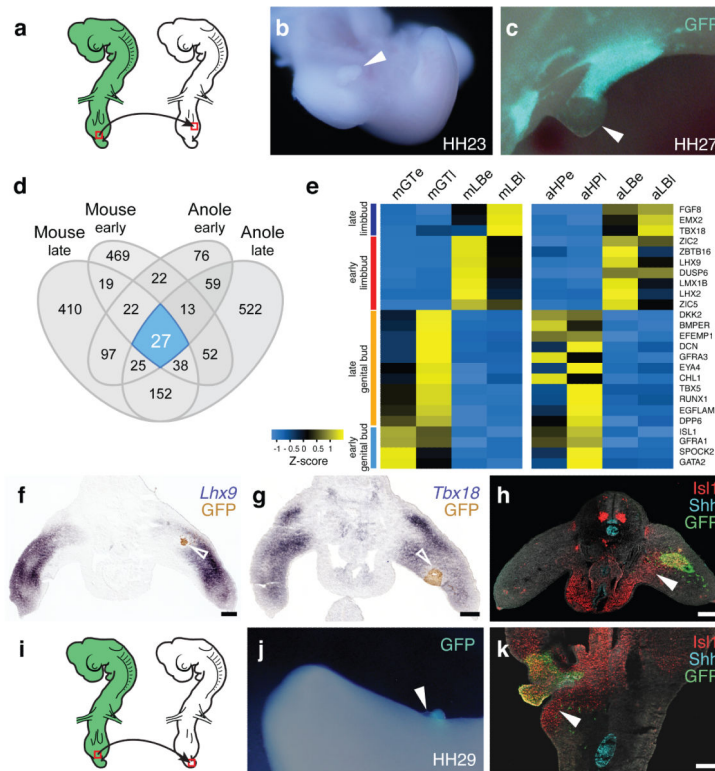 a
b
HH23
c
GFP
HH27
d
Mouse early
Anole early
Mouse late
Anole late
469
76
410
19
22
59
522
22
13
27
97
52
25
38
152
e
mGTe
mGTl
mLBe
mLBl
aHPe
aHPl
aLBe
aLBl
late limbbud
early limbbud
late genital bud
early genital bud
FGF8
EMX2
TBX18
ZIC2
ZBTB16
LHX9
DUSP6
LMX1B
LHX2
ZIC5
DKK2
BMPER
EFEMP1
DCN
GFRA3
EYA4
CHL1
TBX5
RUNX1
EGFLAM
DPP6
ISL1
GFRA1
SPOCK2
GATA2
-1 0 1
Z-score
f
Lhx9
GFP
g
Tbx18
GFP
h
Isl1
Shh
GFP
i
j
GFP
HH29
k
Isl1
Shh
GFP